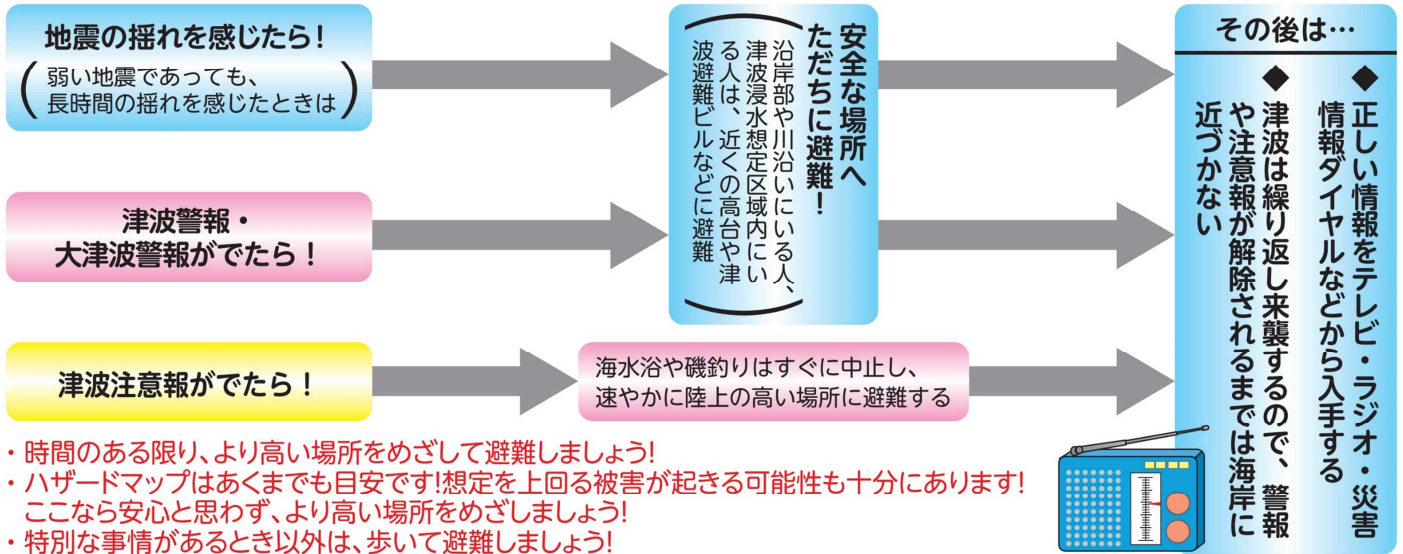 地震の揺れを感じたら!
(弱い地震であっても、
長時間の揺れを感じたときは)
津波警報・
大津波警報がでたら！
津波注意報がでたら！
安全な場所へ
ただちに避難！
(沿岸部や川沿いにいる人、
津波浸水想定区域内にい
る人は、近くの高台や津
波避難ビルなどに避難)
海水浴や磯釣りはすぐに中止し、
速やかに陸上の高い場所に避難する
その後は…
◆正しい情報をテレビ・ラジオ・災害
情報ダイヤルなどから入手する
◆津波は繰り返し来襲するので、警報
や注意報が解除されるまでは海岸に
近づかない
・時間のある限り、より高い場所をめざして避難しましょう!
・ハザードマップはあくまでも目安です!想定を上回る被害が起きる可能性も十分にあります!
ここなら安心と思わず、より高い場所をめざしましょう!
・特別な事情があるとき以外は、歩いて避難しましょう!